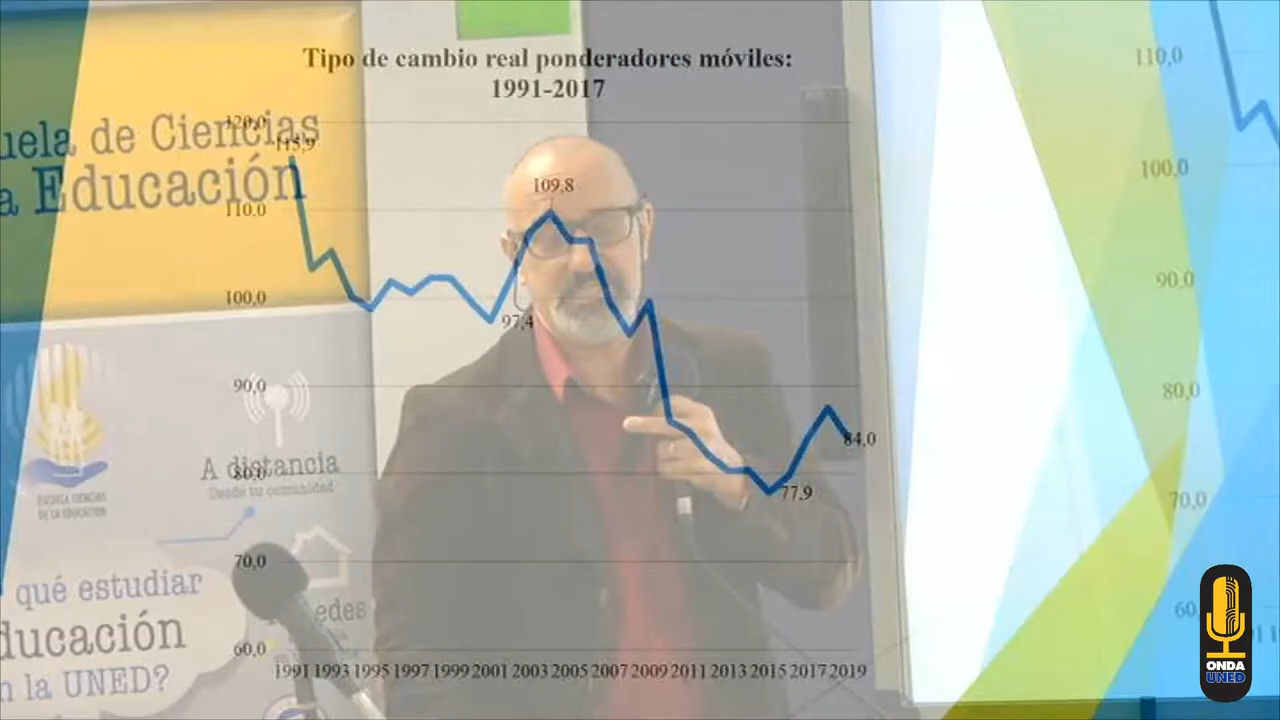 Tipo de cambio real ponderadores móviles:
1991-2017
120,0
115,9
109,8
110,0
100,0
97,4
90,0
84,0
80,0
77,9
70,0
60,0
1991 1993 1995 1997 1999 2001 2003 2005 2007 2009 2011 2013 2015 2017 2019
uela de Ciencias
a Educación
ESCUELA CIENCIAS
DE LA EDUCACIÓN
A distancia
Desde tu comunidad
edes
qué estudiar
ducación
n la UNED?
110,0
100,0
90,0
80,0
70,0
60
ONDA
UNED